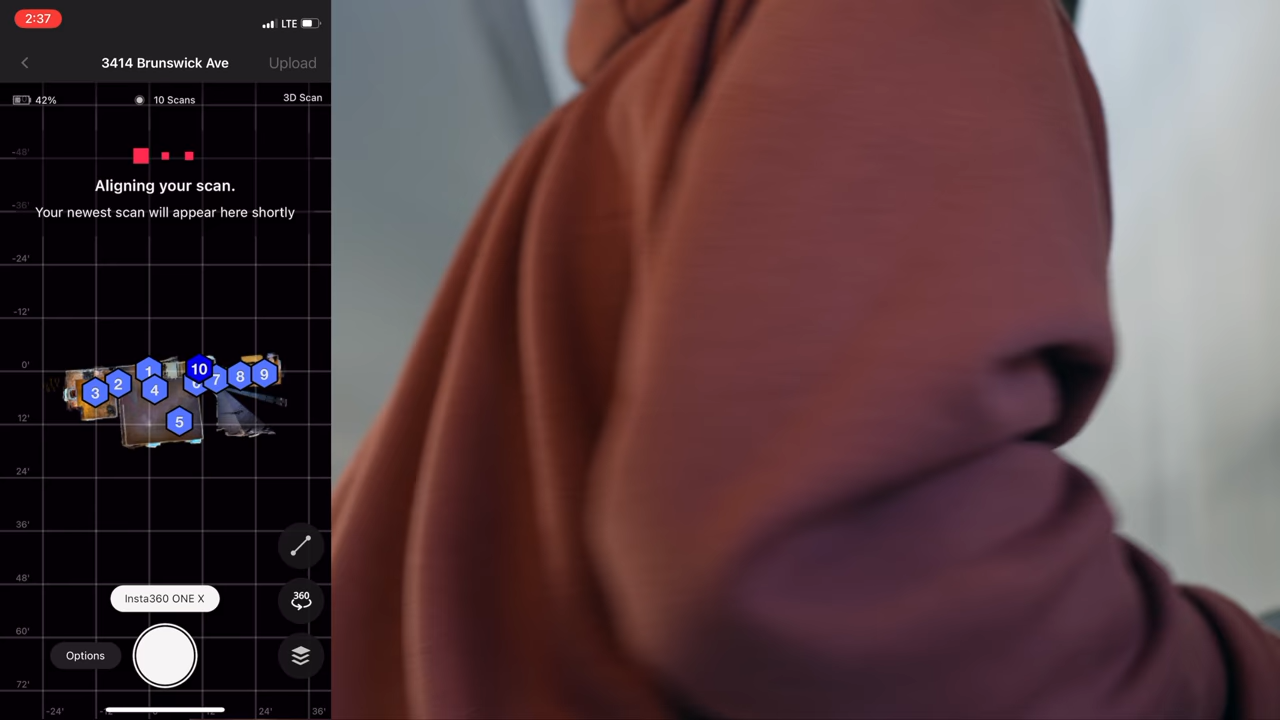 2:37
LTE
3414 Brunswick Ave
Upload
42%
10 Scans
3D Scan
-48'
Aligning your scan.
-36'
Your newest scan will appear here shortly
-24'
-12'
0'
1
10
2
3
4
7
8
9
12'
5
24'
36'
48'
360
Insta360 ONE X
60'
Options
72'
-24'
24'
36'